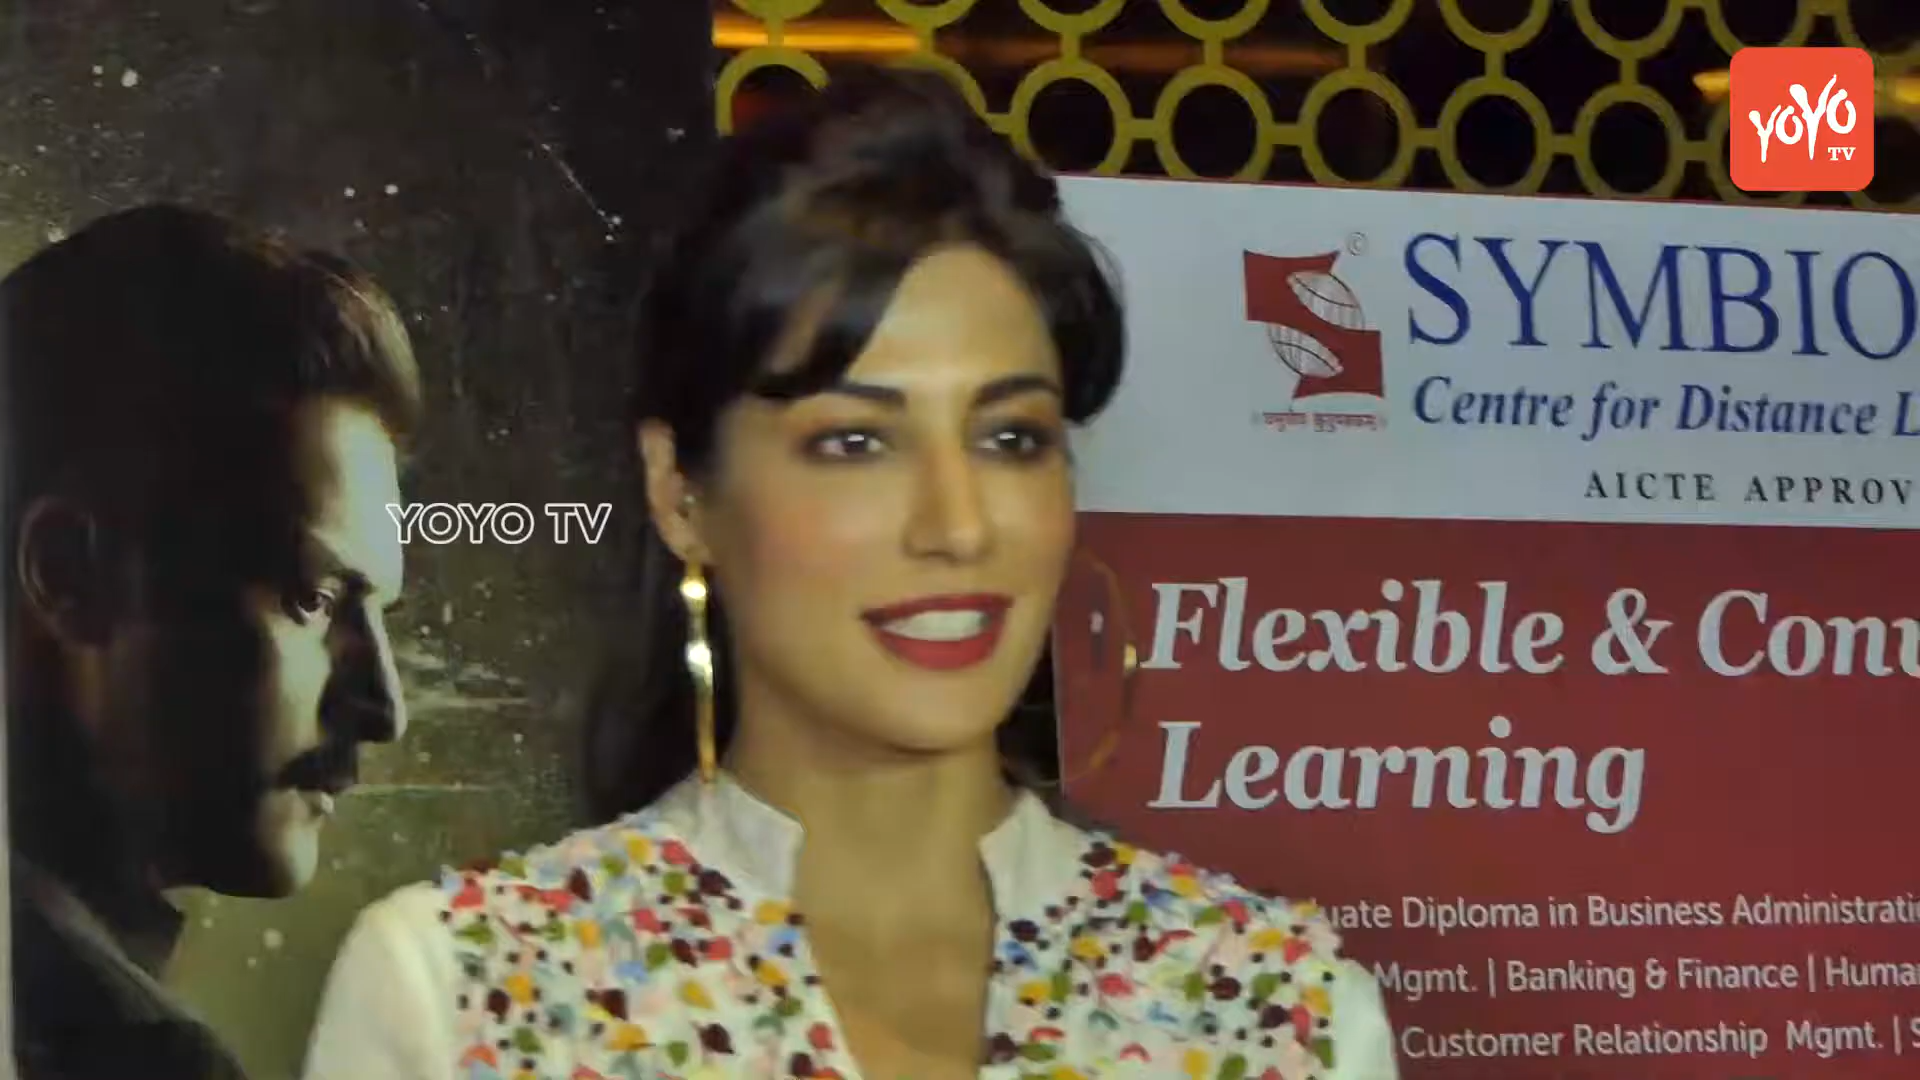 YOYO
TV
YOYO TV
©
SYMBIO
Centre for Distance L
AICTE APPROV
Flexible & Conv
Learning
uate Diploma in Business Administrati
Mgmt. | Banking & Finance | Huma
Customer Relationship Mgmt. | S